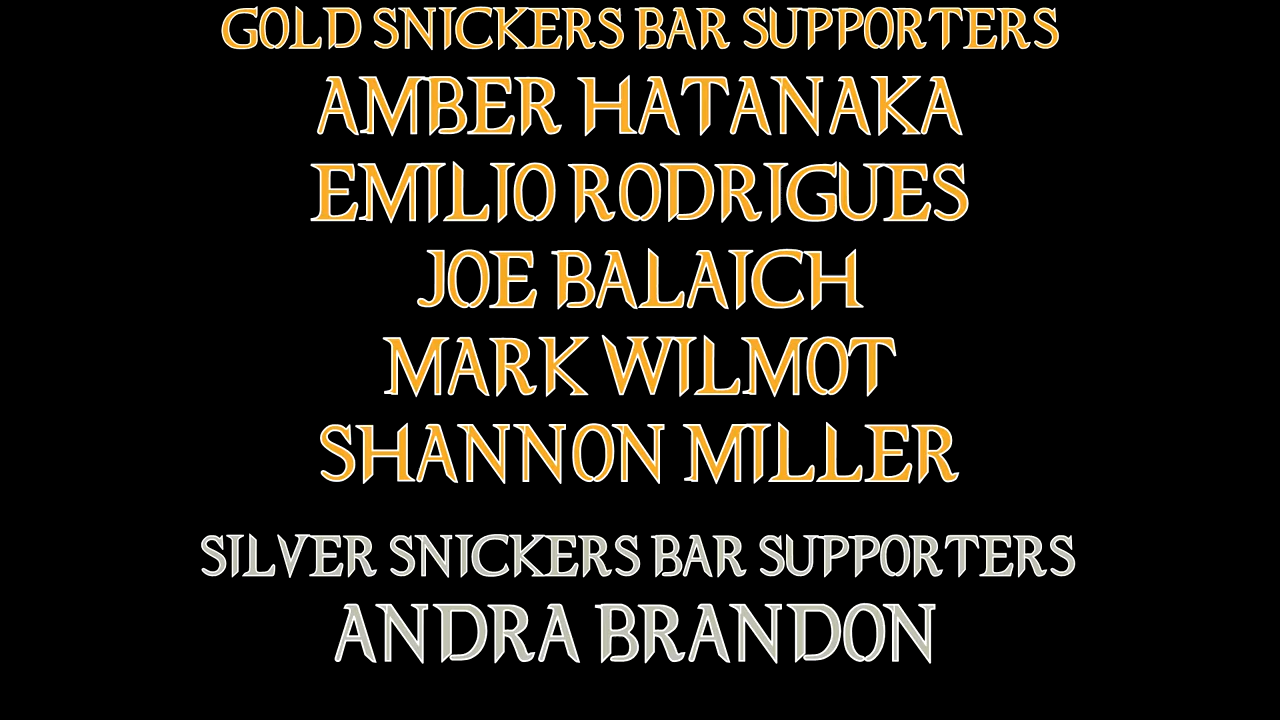 GOLD SNICKERS BAR SUPPORTERS
AMBER HATANAKA
EMILIO RODRIGUES
JOE BALAICH
MARK WILMOT
SHANNON MILLER
SILVER SNICKERS BAR SUPPORTERS
ANDRA BRANDON